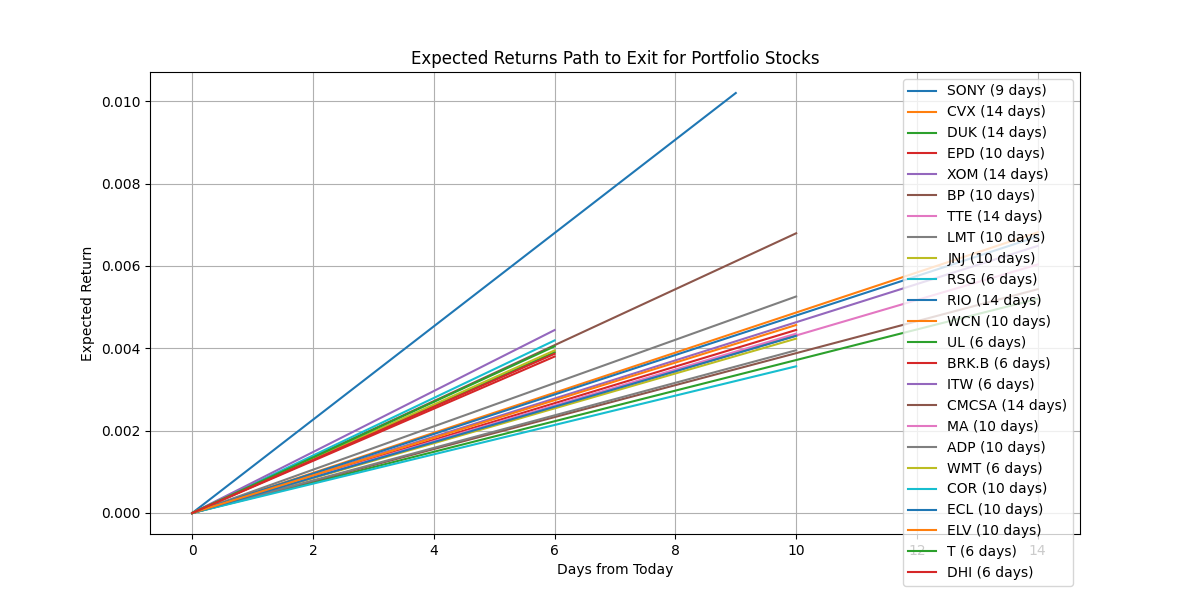 Expected Returns Path to Exit for Portfolio Stocks
Expected Return
0.010
0.008
0.006
0.004
0.002
0.000
0
2
4
6
8
10
12
14
Days from Today
SONY (9 days)
CVX (14 days)
DUK (14 days)
EPD (10 days)
XOM (14 days)
BP (10 days)
TTE (14 days)
LMT (10 days)
JNJ (10 days)
RSG (6 days)
RIO (14 days)
WCN (10 days)
UL (6 days)
BRK.B (6 days)
ITW (6 days)
CMCSA (14 days)
MA (10 days)
ADP (10 days)
WMT (6 days)
COR (10 days)
ECL (10 days)
ELV (10 days)
T (6 days)
DHI (6 days)